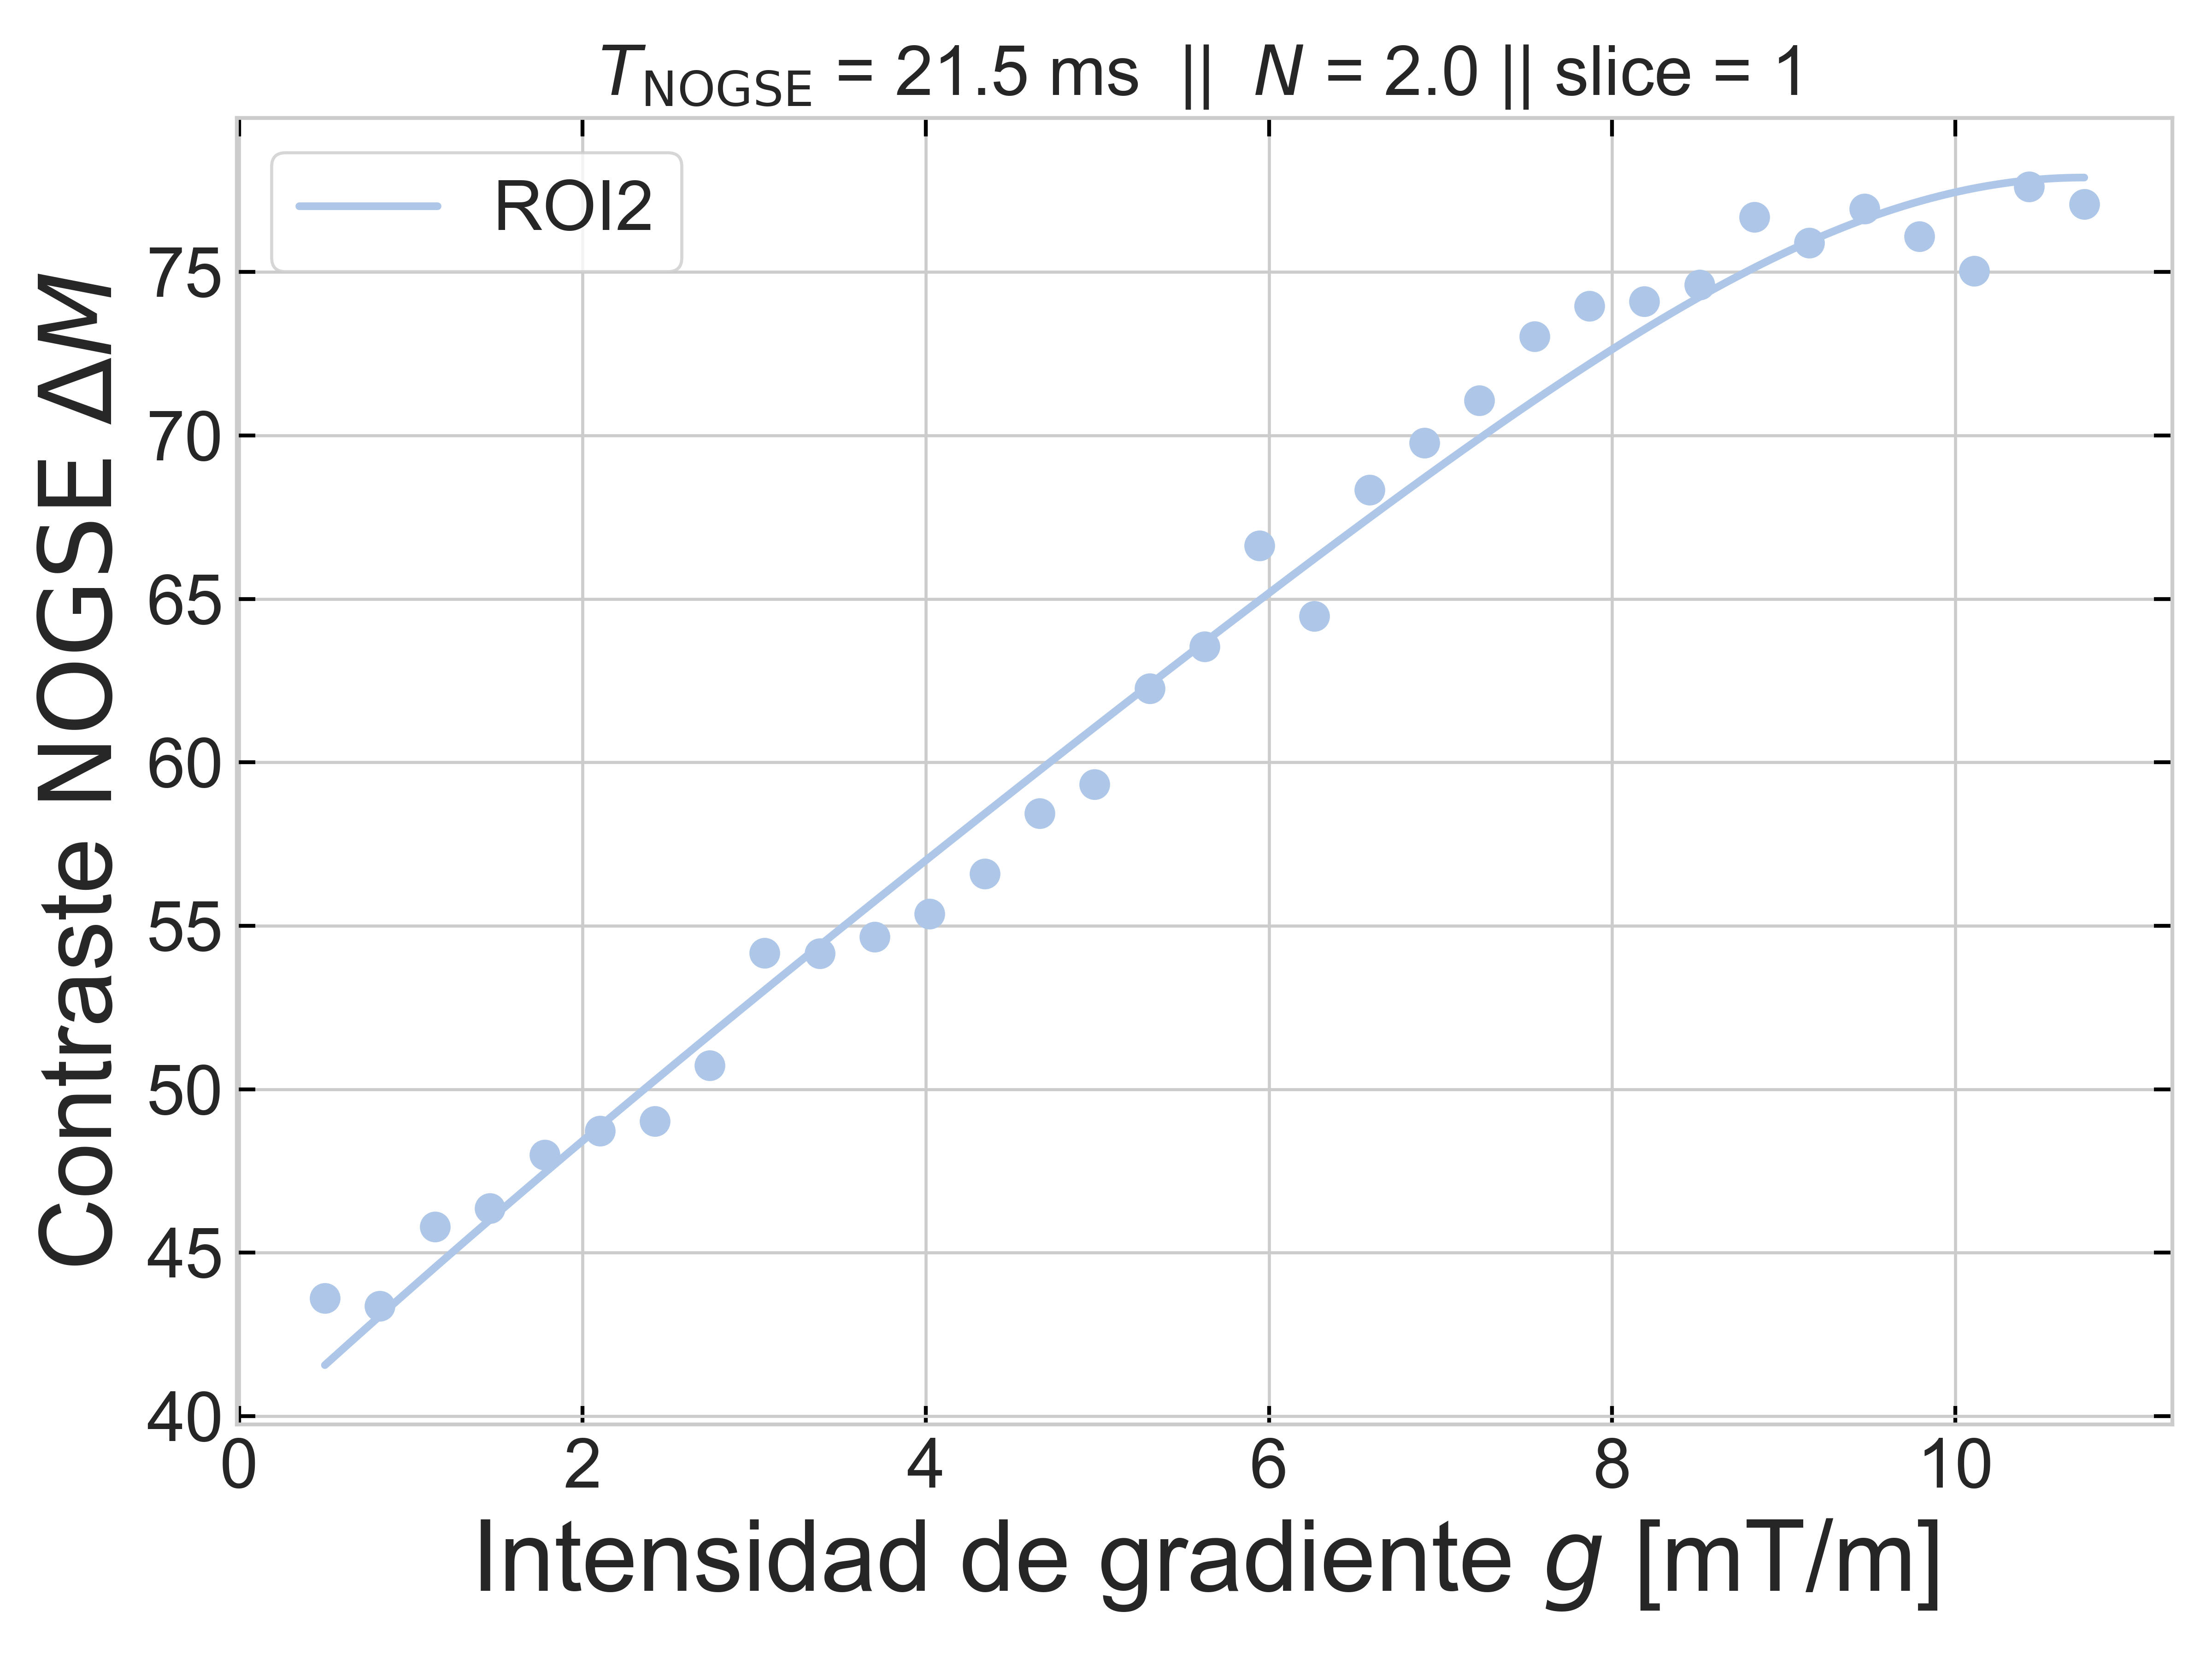 T_NOGSE = 21.5 ms || N = 2.0 || slice = 1
ROI2
Contraste NOGSE ΔM
75
70
65
60
55
50
45
40
0 2 4 6 8 10
Intensidad de gradiente g [mT/m]